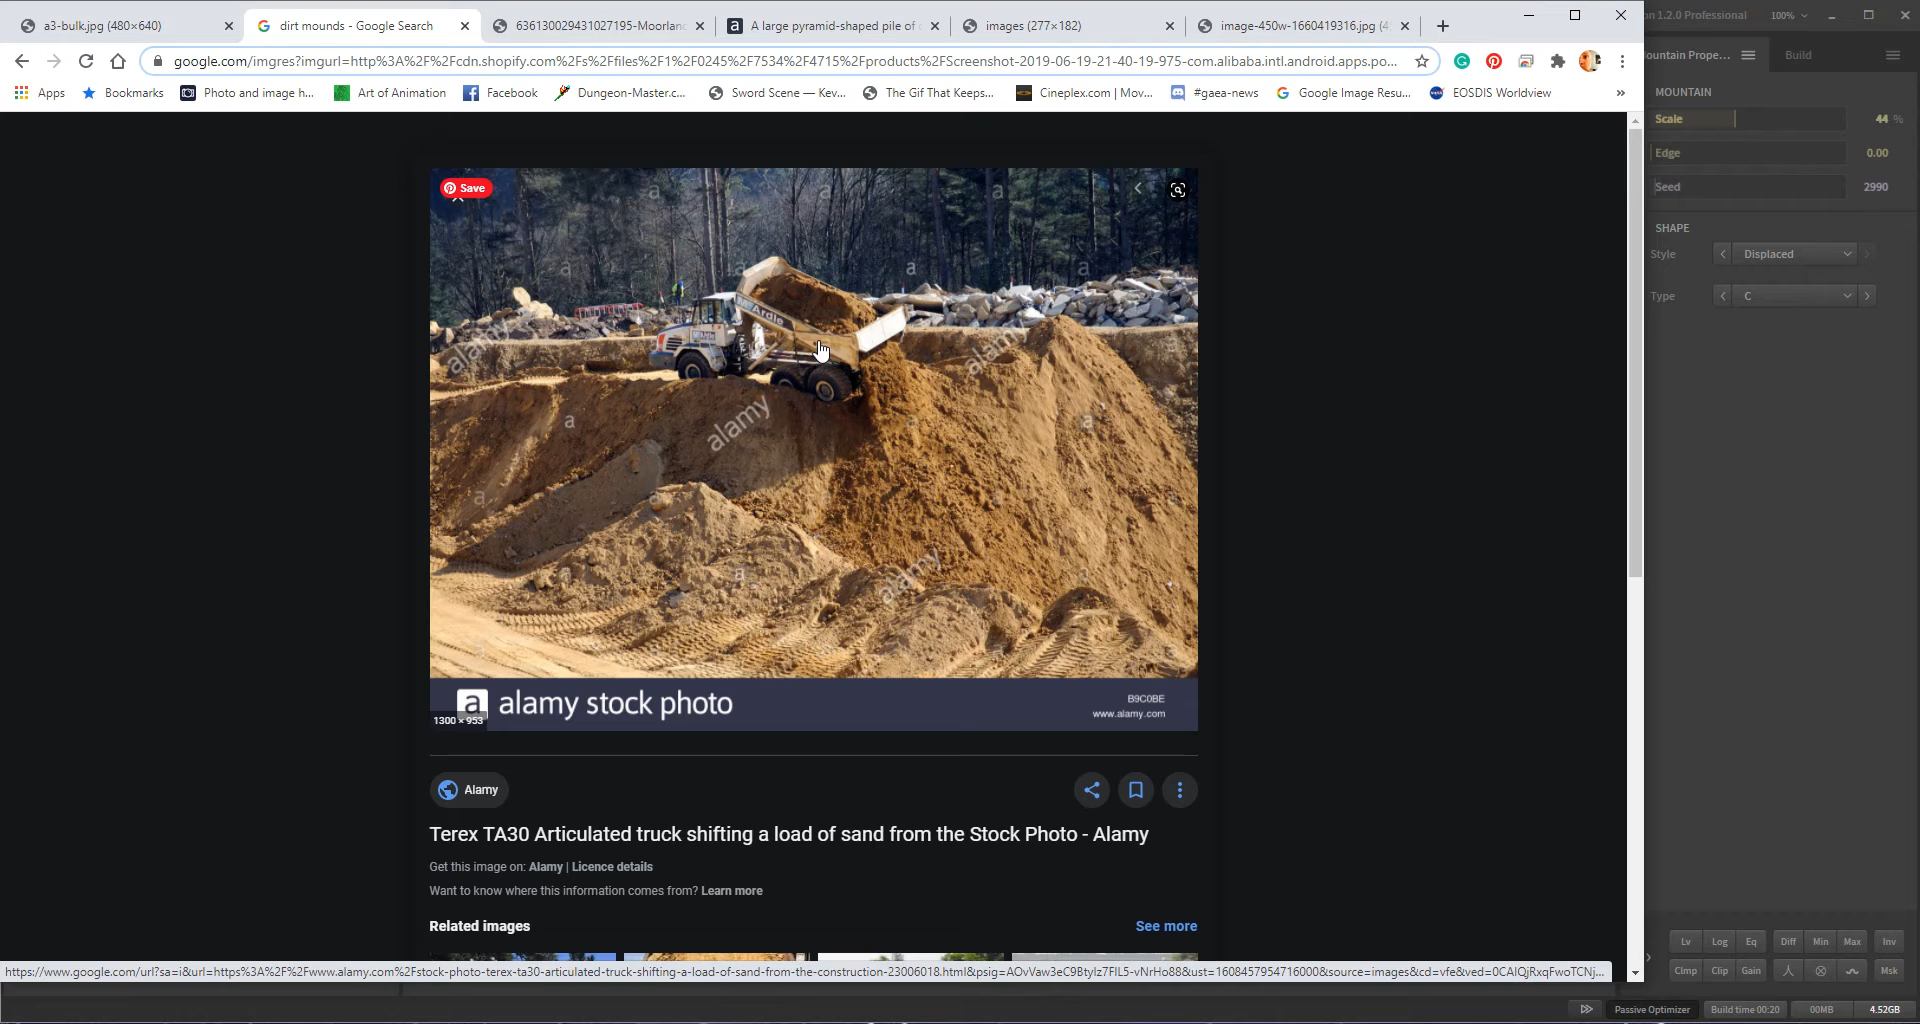 a3-bulk.jpg (480×640)
dirt mounds - Google Search
636130029431027195-Moorlan
A large pyramid-shaped pile of
images (277×182)
image-450w-1660419316.jpg (4
google.com/imgres?imgurl=http%3A%2F%2Fcdn.shopify.com%2Fs%2Ffiles%2F1%2F0245%2F7534%2F4715%2Fproducts%2FScreenshot-2019-06-19-21-40-19-975-com.alibaba.intl.android.apps.po...
Apps
Bookmarks
Photo and image h...
Art of Animation
Facebook
Dungeon-Master.c...
Sword Scene — Kev...
The Gif That Keeps...
Cineplex.com | Mov...
#gaea-news
Google Image Resu...
EOSDIS Worldview
»
Save
Ardle
alamy
alamy
alamy
alamy
a alamy stock photo
B9C0BE
www.alamy.com
1300 × 953
Alamy
Terex TA30 Articulated truck shifting a load of sand from the Stock Photo - Alamy
Get this image on: Alamy | Licence details
Want to know where this information comes from? Learn more
Related images
See more
https://www.google.com/url?sa=i&url=https%3A%2F%2Fwww.alamy.com%2Fstock-photo-terex-ta30-articulated-truck-shifting-a-load-of-sand-from-the-construction-23006018.html&psig=AOvVaw3eC9Btylz7FlL5-vNrHo88&ust=1608457954716000&source=images&cd=vfe&ved=0CAIQjRxqFwoTCNj...
on 1.2.0 Professional
100%
ountain Prope...
Build
MOUNTAIN
Scale 44 %
Edge 0.00
Seed 2990
SHAPE
Style Displaced
Type C
Lv Log Eq Diff Min Max Inv
Clmp Clip Gain Msk
Passive Optimizer
Build time 00:20
00MB
4.52GB